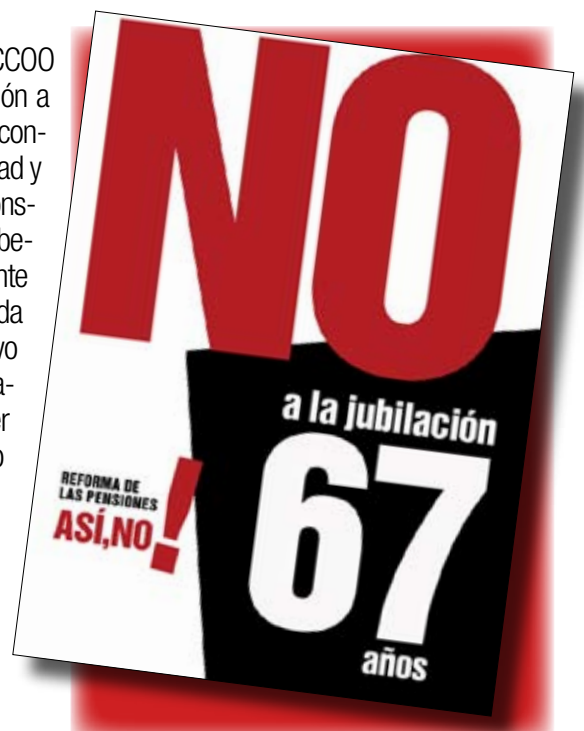 CCOO
ón a
con-
ad y
ons-
be-
nte
da
vo
a-
er
o
NO
a la jubilación
67
años
REFORMA DE
LAS PENSIONES
ASÍ,NO!